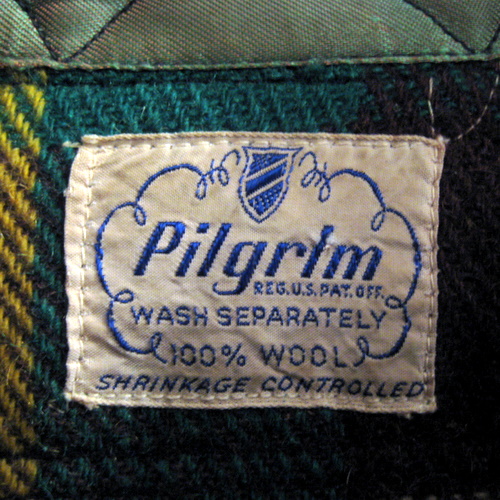 Pilgrim
REG. U.S. PAT. OFF.
WASH SEPARATELY
100% WOOL
SHRINKAGE CONTROLLED